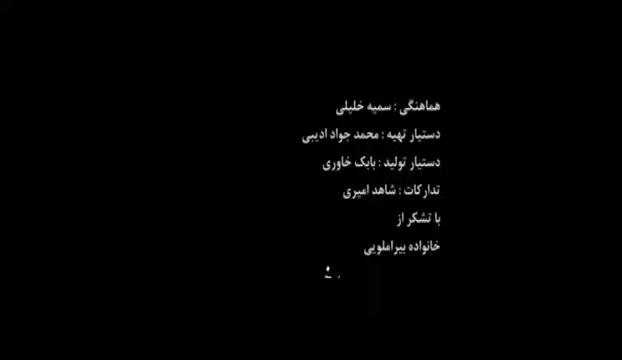 هماهنگی : سمیه خلیلی
دستیار تهیه : محمد جواد ادیبی
دستیار تولید : بابک خاوری
تدارکات : شاهد امیری
با تشکر از
خانواده بیراملویی